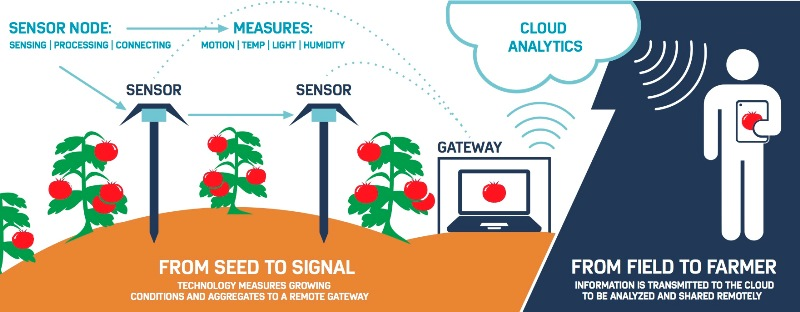 SENSOR NODE:
SENSING | PROCESSING | CONNECTING
MEASURES:
MOTION | TEMP | LIGHT | HUMIDITY
CLOUD
ANALYTICS
SENSOR
SENSOR
GATEWAY
FROM SEED TO SIGNAL
TECHNOLOGY MEASURES GROWING
CONDITIONS AND AGGREGATES TO A REMOTE GATEWAY
FROM FIELD TO FARMER
INFORMATION IS TRANSMITTED TO THE CLOUD
TO BE ANALYZED AND SHARED REMOTELY